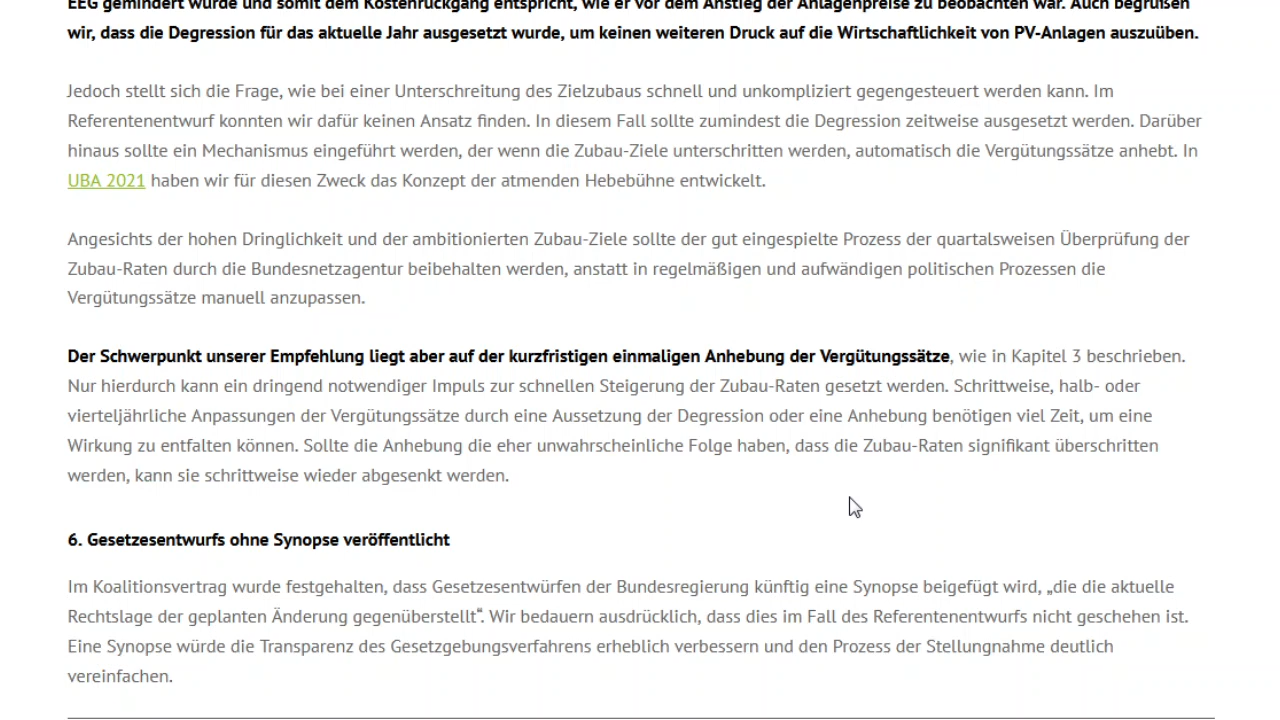 EEG gemindert wurde und somit dem Kostenrückgang entspricht, wie er vor dem Anstieg der Anlagenpreise zu beobachten war. Auch begrüßen
wir, dass die Degression für das aktuelle Jahr ausgesetzt wurde, um keinen weiteren Druck auf die Wirtschaftlichkeit von PV-Anlagen auszuüben.
Jedoch stellt sich die Frage, wie bei einer Unterschreitung des Zielzubaus schnell und unkompliziert gegengesteuert werden kann. Im
Referentenentwurf konnten wir dafür keinen Ansatz finden. In diesem Fall sollte zumindest die Degression zeitweise ausgesetzt werden. Darüber
hinaus sollte ein Mechanismus eingeführt werden, der wenn die Zubau-Ziele unterschritten werden, automatisch die Vergütungssätze anhebt. In
UBA 2021 haben wir für diesen Zweck das Konzept der atmenden Hebebühne entwickelt.
Angesichts der hohen Dringlichkeit und der ambitionierten Zubau-Ziele sollte der gut eingespielte Prozess der quartalsweisen Überprüfung der
Zubau-Raten durch die Bundesnetzagentur beibehalten werden, anstatt in regelmäßigen und aufwändigen politischen Prozessen die
Vergütungssätze manuell anzupassen.
Der Schwerpunkt unserer Empfehlung liegt aber auf der kurzfristigen einmaligen Anhebung der Vergütungssätze, wie in Kapitel 3 beschrieben.
Nur hierdurch kann ein dringend notwendiger Impuls zur schnellen Steigerung der Zubau-Raten gesetzt werden. Schrittweise, halb- oder
vierteljährliche Anpassungen der Vergütungssätze durch eine Aussetzung der Degression oder eine Anhebung benötigen viel Zeit, um eine
Wirkung zu entfalten können. Sollte die Anhebung die eher unwahrscheinliche Folge haben, dass die Zubau-Raten signifikant überschritten
werden, kann sie schrittweise wieder abgesenkt werden.
6. Gesetzesentwurfs ohne Synopse veröffentlicht
Im Koalitionsvertrag wurde festgehalten, dass Gesetzesentwürfen der Bundesregierung künftig eine Synopse beigefügt wird, „die die aktuelle
Rechtslage der geplanten Änderung gegenüberstellt“. Wir bedauern ausdrücklich, dass dies im Fall des Referentenentwurfs nicht geschehen ist.
Eine Synopse würde die Transparenz des Gesetzgebungsverfahrens erheblich verbessern und den Prozess der Stellungnahme deutlich
vereinfachen.